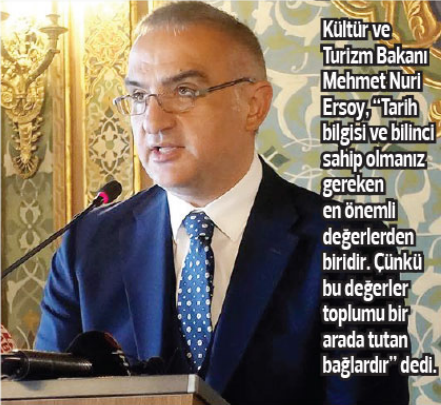 Kültür ve
Turizm Bakanı
Mehmet Nuri
Ersoy, “Tarih
bilgisi ve bilinci
sahip olmanız
gereken
en önemli
değerlerden
biridir. Çünkü
bu değerler
toplumu bir
arada tutan
bağlardır” dedi.